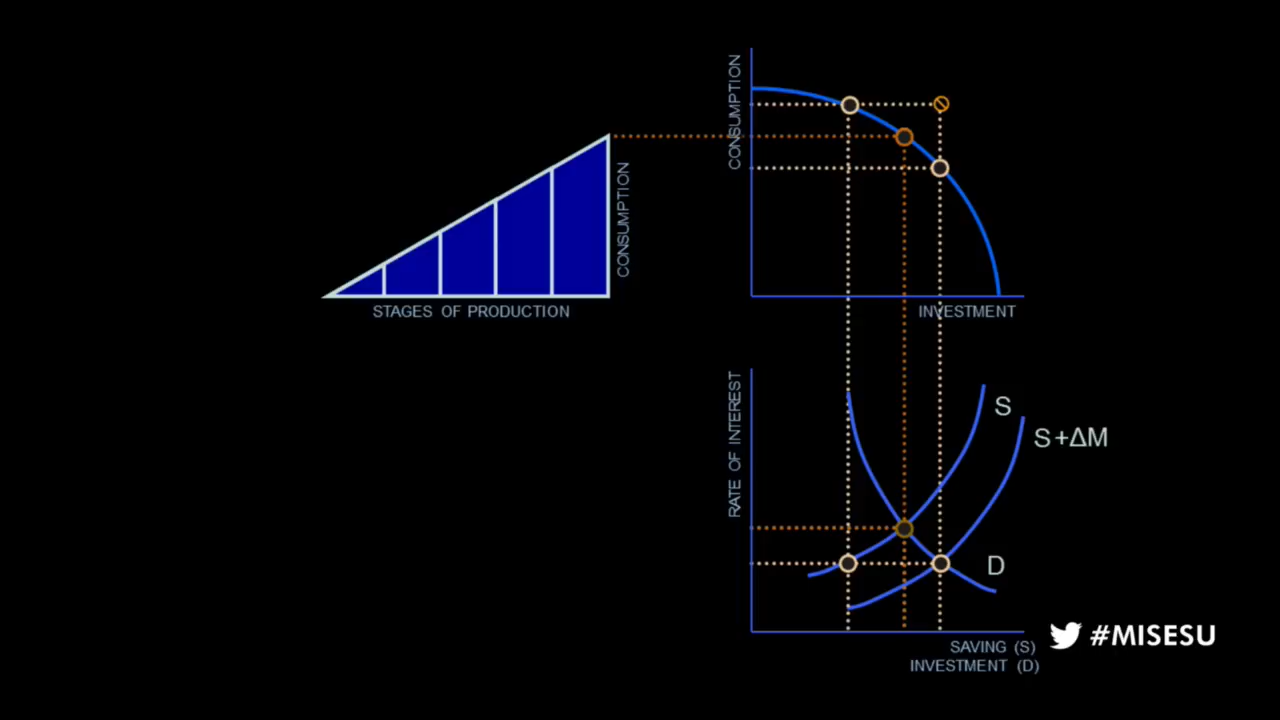 CONSUMPTION
CONSUMPTION
STAGES OF PRODUCTION
INVESTMENT
RATE OF INTEREST
S
S+ΔM
D
#MISESU
SAVING (S)
INVESTMENT (D)